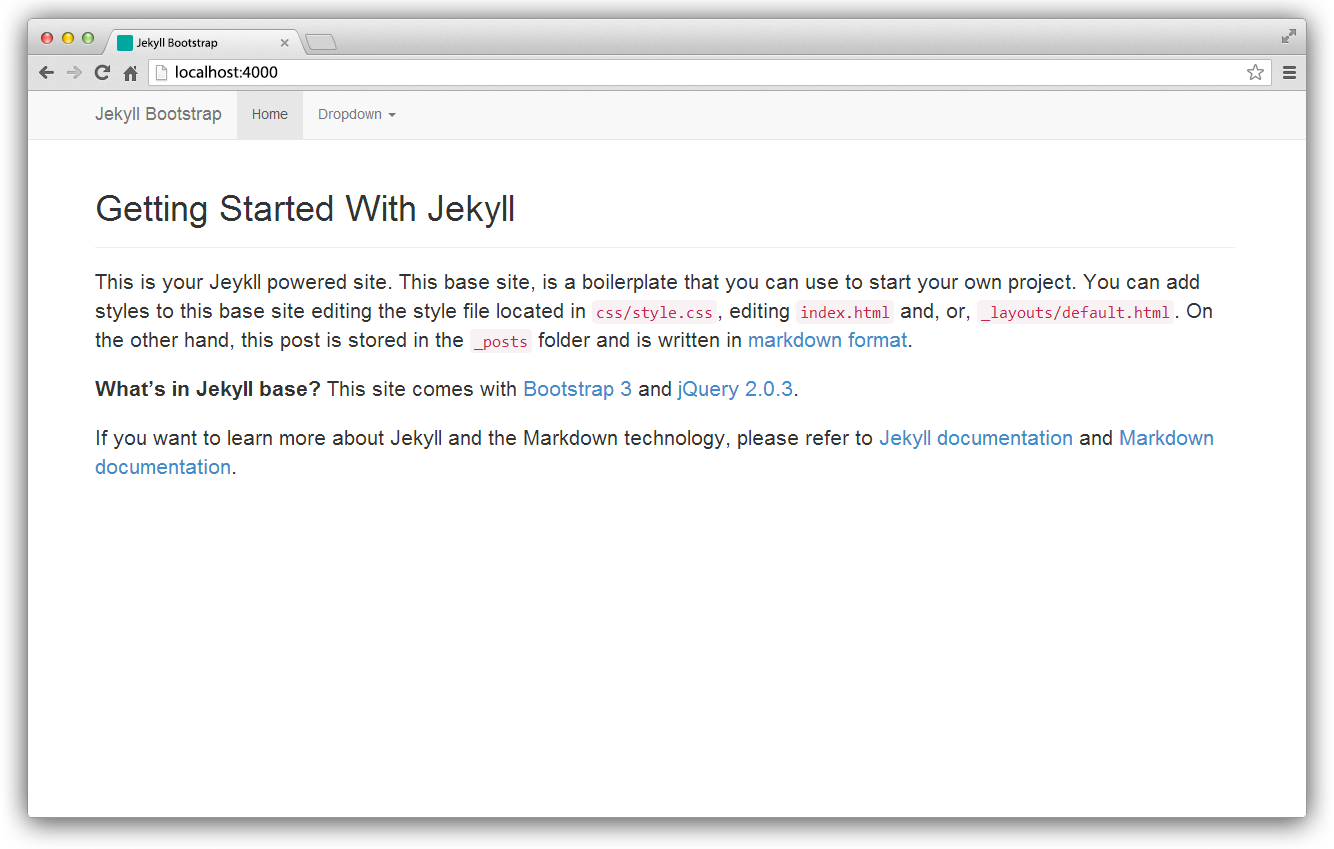 Jekyll Bootstrap
localhost:4000
Jekyll Bootstrap Home Dropdown
Getting Started With Jekyll
This is your Jeykll powered site. This base site, is a boilerplate that you can use to start your own project. You can add
styles to this base site editing the style file located in css/style.css, editing index.html and, or, _layouts/default.html. On
the other hand, this post is stored in the _posts folder and is written in markdown format.
What’s in Jekyll base? This site comes with Bootstrap 3 and jQuery 2.0.3.
If you want to learn more about Jekyll and the Markdown technology, please refer to Jekyll documentation and Markdown
documentation.